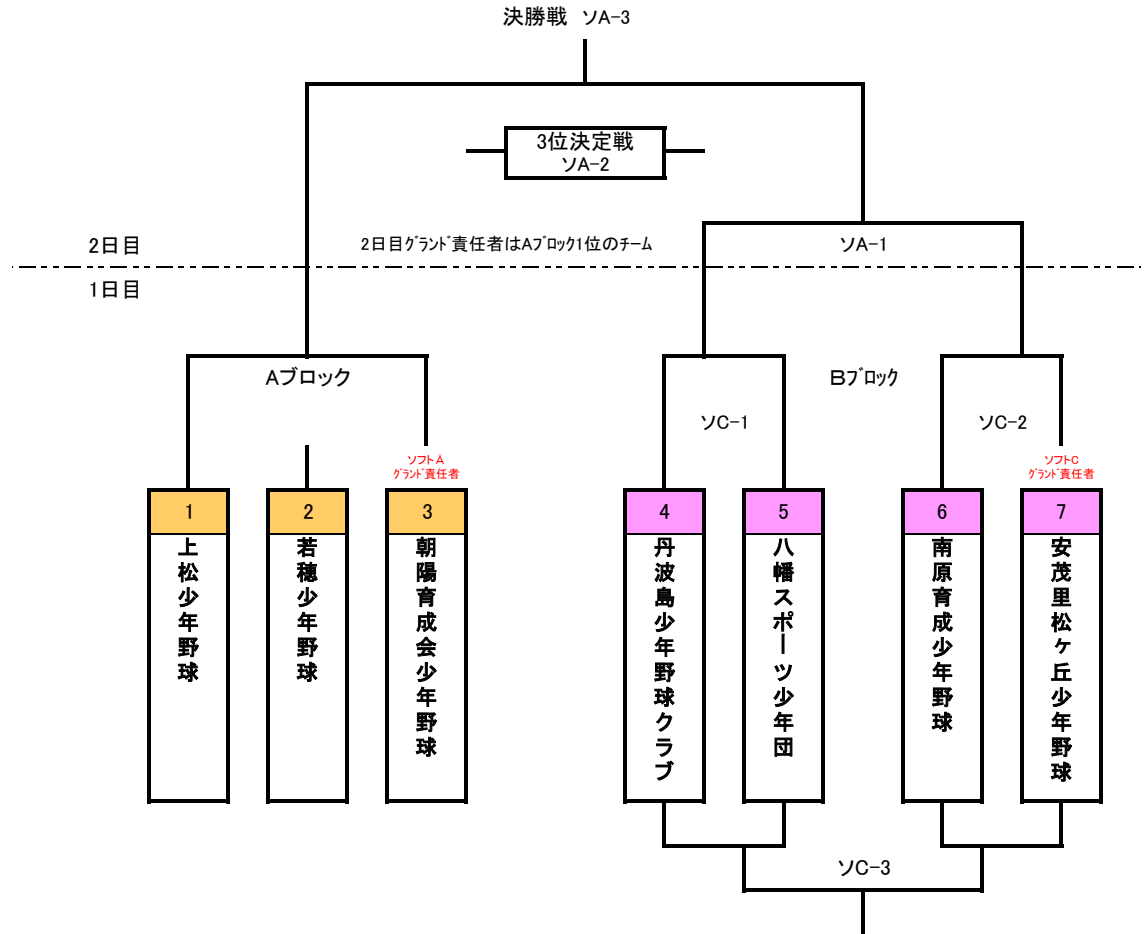 決勝戦 ソA-3
3位決定戦
ソA-2
2日目
2日目グランド責任者はAブロック1位のチーム
ソA-1
1日目
Aブロック
Bブロック
ソC-1
ソC-2
ソフトA
グランド責任者
ソフトC
グランド責任者
1
上松少年野球
2
若穂少年野球
3
朝陽育成会少年野球
4
丹波島少年野球クラブ
5
八幡スポーツ少年団
6
南原育成少年野球
7
安茂里松ヶ丘少年野球
ソC-3